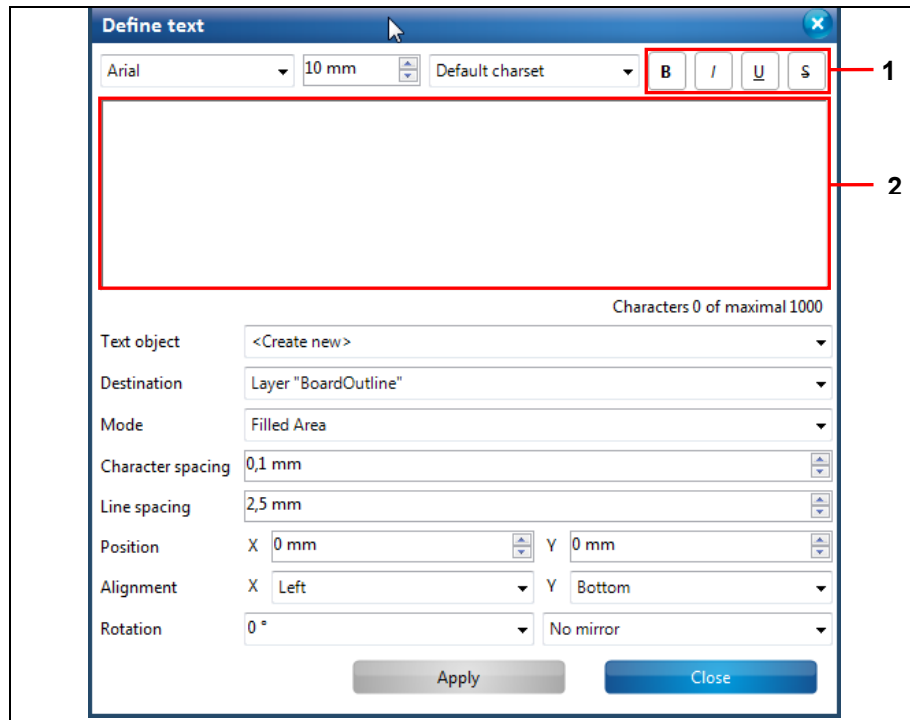 Define text
Arial 10 mm Default charset B I U S 1
2
Characters 0 of maximal 1000
Text object <Create new>
Destination Layer "BoardOutline"
Mode Filled Area
Character spacing 0,1 mm
Line spacing 2,5 mm
Position X 0 mm Y 0 mm
Alignment X Left Y Bottom
Rotation 0 ° No mirror
Apply Close